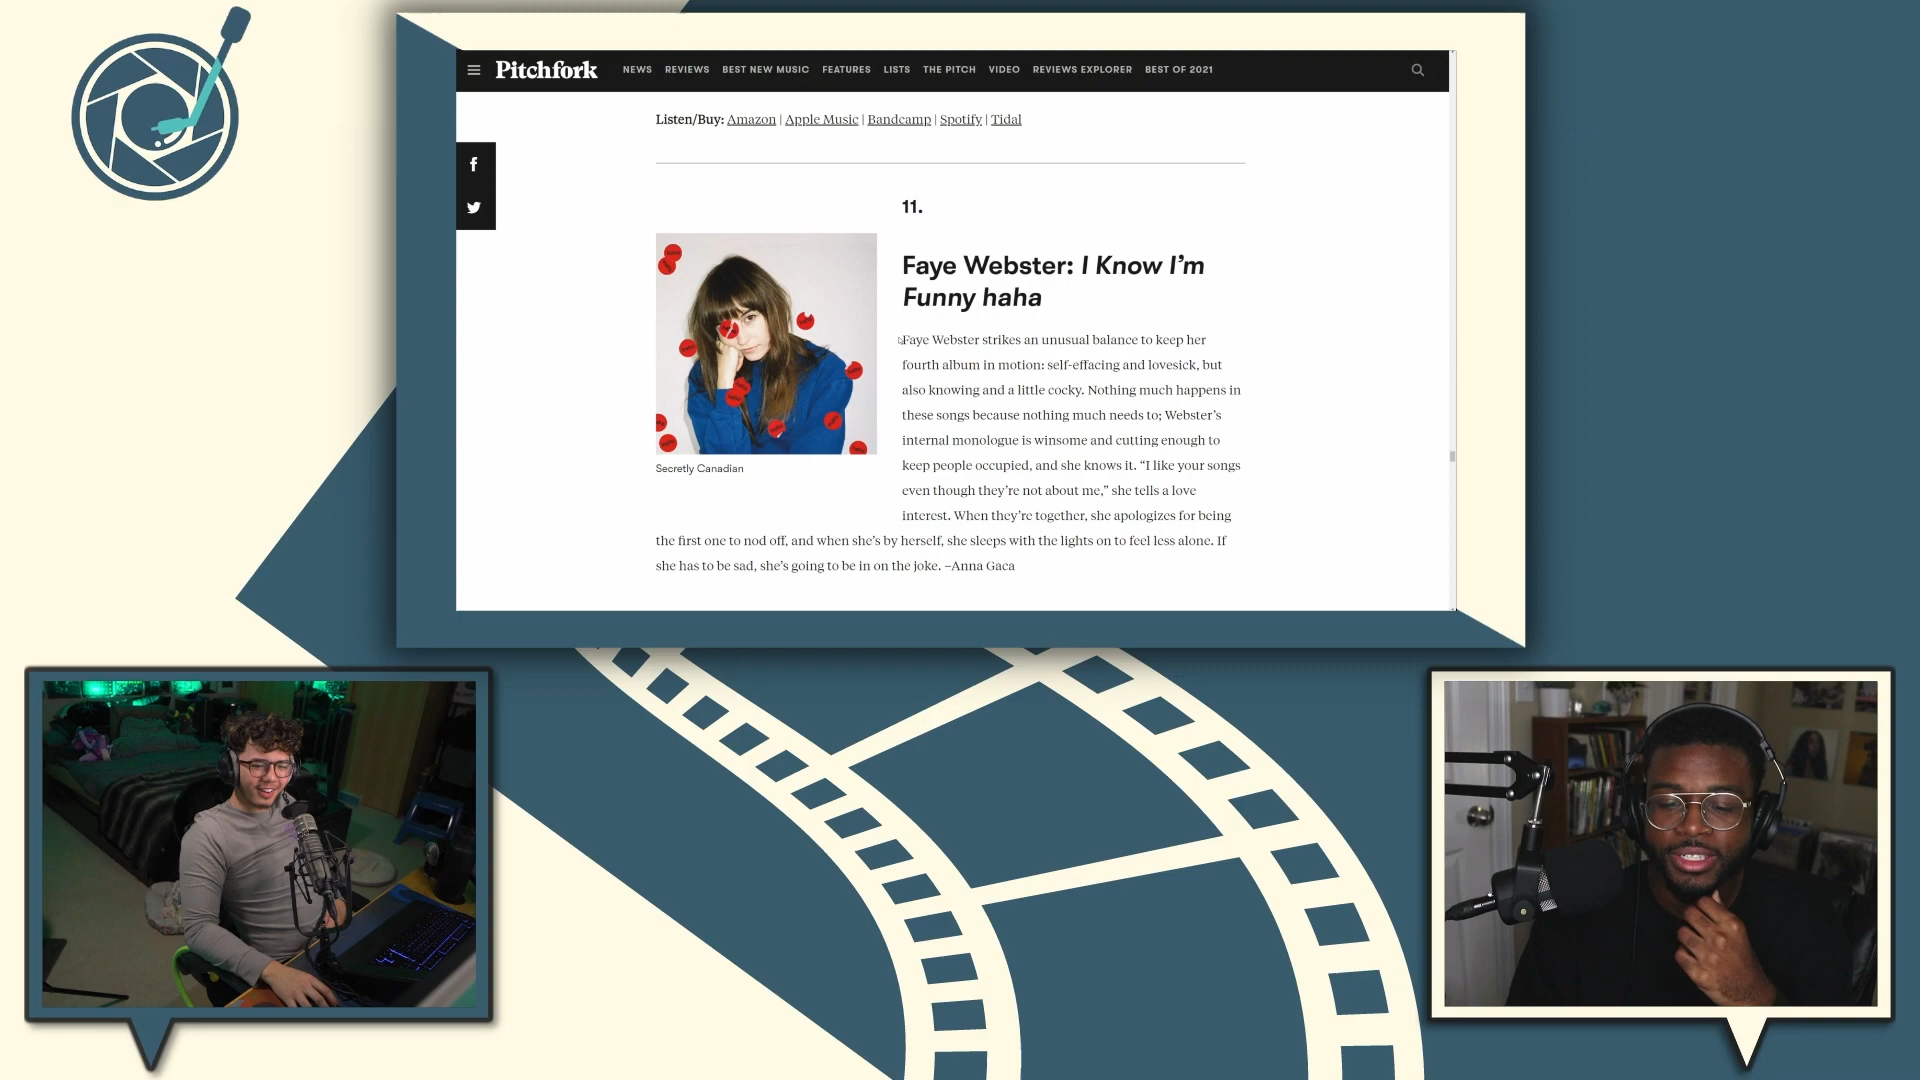 Pitchfork NEWS REVIEWS BEST NEW MUSIC FEATURES LISTS THE PITCH VIDEO REVIEWS EXPLORER BEST OF 2021
Listen/Buy: Amazon | Apple Music | Bandcamp | Spotify | Tidal
11.
Faye Webster: I Know I’m
Funny haha
Faye Webster strikes an unusual balance to keep her
fourth album in motion: self-effacing and lovesick, but
also knowing and a little cocky. Nothing much happens in
these songs because nothing much needs to; Webster’s
internal monologue is winsome and cutting enough to
keep people occupied, and she knows it. “I like your songs
even though they’re not about me,” she tells a love
interest. When they’re together, she apologizes for being
the first one to nod off, and when she’s by herself, she sleeps with the lights on to feel less alone. If
she has to be sad, she’s going to be in on the joke. –Anna Gaca
Secretly Canadian